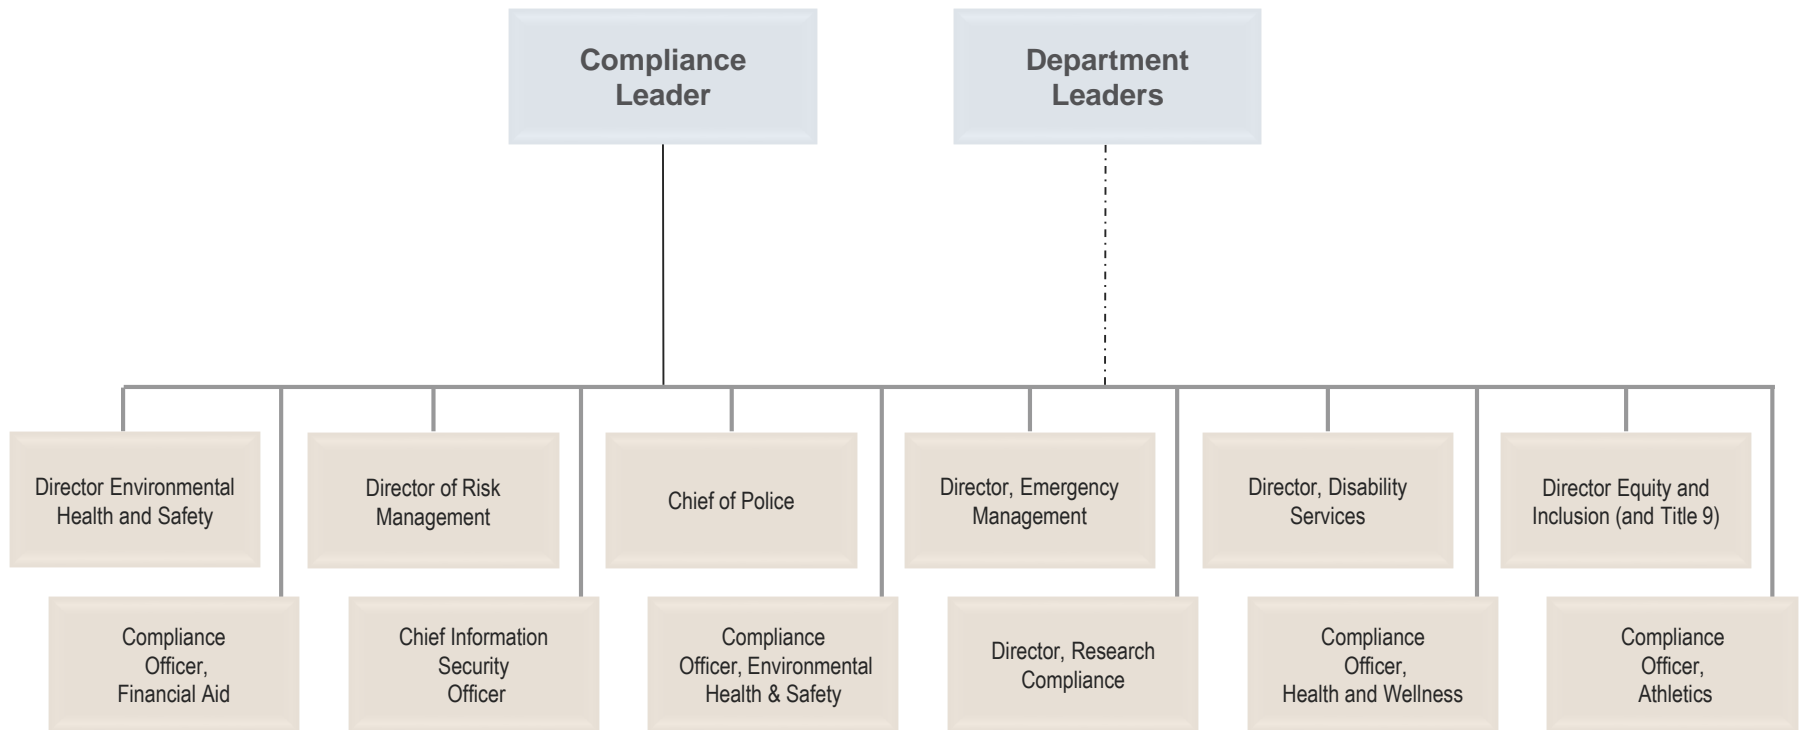 Compliance
Leader
Department
Leaders
Director Environmental
Health and Safety
Director of Risk
Management
Chief of Police
Director, Emergency
Management
Director, Disability
Services
Director Equity and
Inclusion (and Title 9)
Compliance
Officer,
Financial Aid
Chief Information
Security
Officer
Compliance
Officer, Environmental
Health & Safety
Director, Research
Compliance
Compliance
Officer,
Health and Wellness
Compliance
Officer,
Athletics